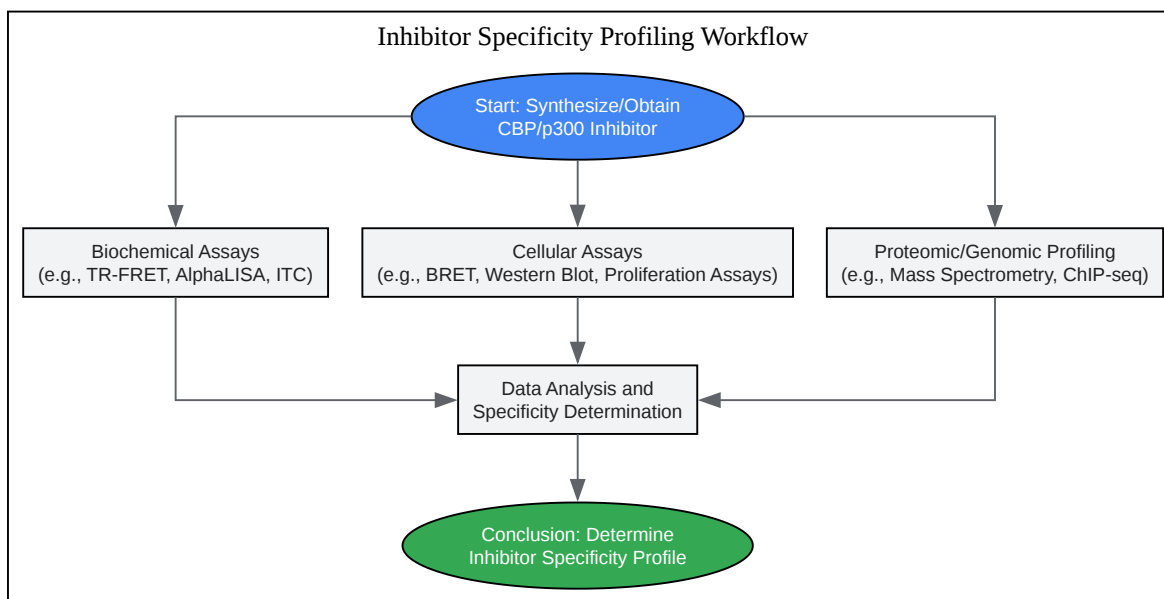 Inhibitor Specificity Profiling Workflow
Start: Synthesize/Obtain
CBP/p300 Inhibitor
Biochemical Assays
(e.g., TR-FRET, AlphaLISA, ITC)
Cellular Assays
(e.g., BRET, Western Blot, Proliferation Assays)
Proteomic/Genomic Profiling
(e.g., Mass Spectrometry, ChIP-seq)
Data Analysis and
Specificity Determination
Conclusion: Determine
Inhibitor Specificity Profile